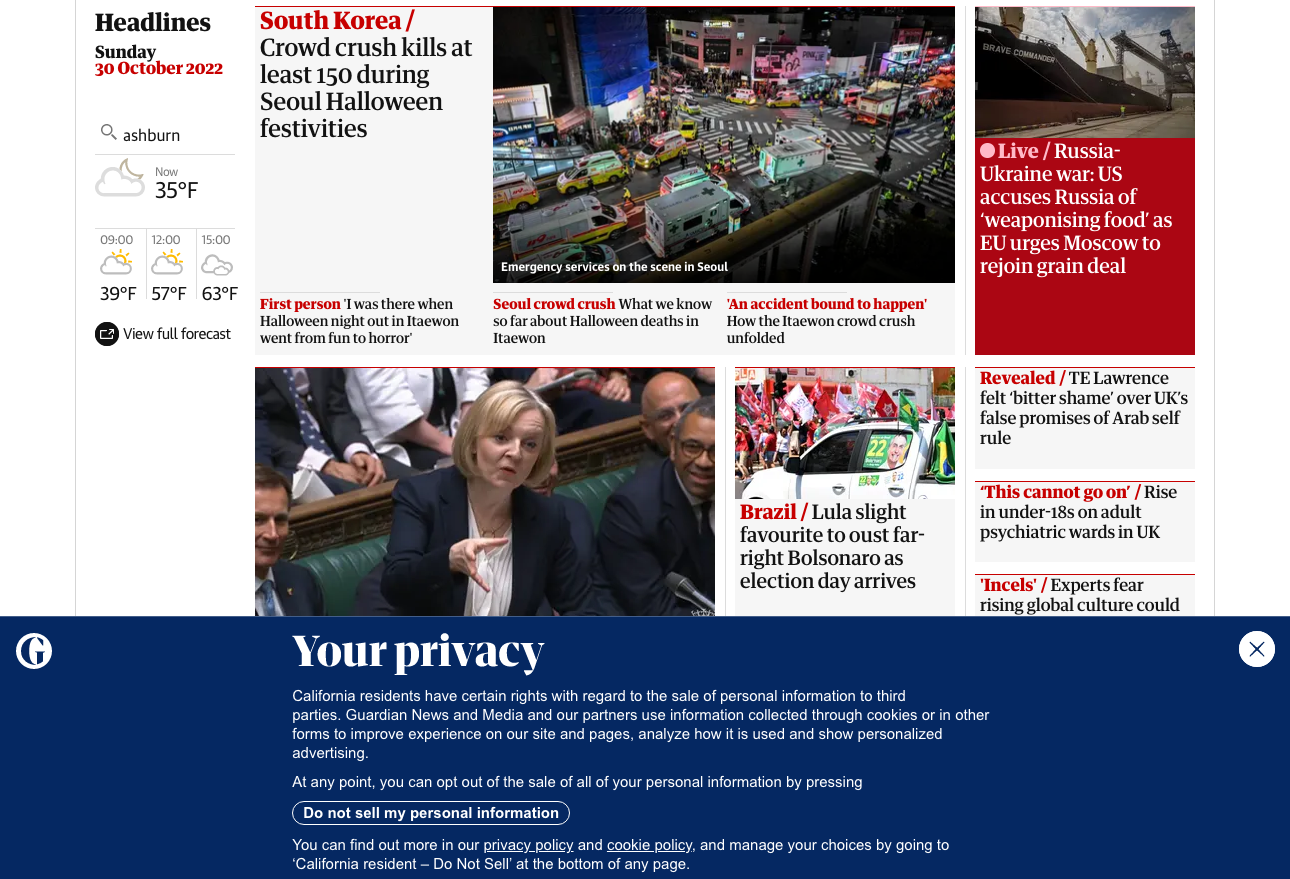 Headlines
Sunday
30 October 2022
ashburn
Now
35°F
09:00
39°F
12:00
57°F
15:00
63°F
View full forecast
South Korea /
Crowd crush kills at
least 150 during
Seoul Halloween
festivities
Emergency services on the scene in Seoul
First person 'I was there when
Halloween night out in Itaewon
went from fun to horror'
Seoul crowd crush What we know
so far about Halloween deaths in
Itaewon
'An accident bound to happen'
How the Itaewon crowd crush
unfolded
BRAVE COMMANDER
Live / Russia-
Ukraine war: US
accuses Russia of
‘weaponising food’ as
EU urges Moscow to
rejoin grain deal
22
Brazil / Lula slight
favourite to oust far-
right Bolsonaro as
election day arrives
Revealed / TE Lawrence
felt ‘bitter shame’ over UK’s
false promises of Arab self
rule
‘This cannot go on’ / Rise
in under-18s on adult
psychiatric wards in UK
'Incels' / Experts fear
rising global culture could
G
Your privacy
California residents have certain rights with regard to the sale of personal information to third
parties. Guardian News and Media and our partners use information collected through cookies or in other
forms to improve experience on our site and pages, analyze how it is used and show personalized
advertising.
At any point, you can opt out of the sale of all of your personal information by pressing
Do not sell my personal information
You can find out more in our privacy policy and cookie policy, and manage your choices by going to
‘California resident – Do Not Sell’ at the bottom of any page.